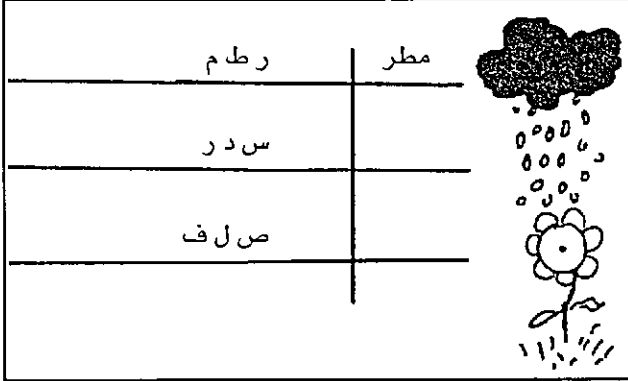 مطر ر ط م
س د ر
ص ل ف